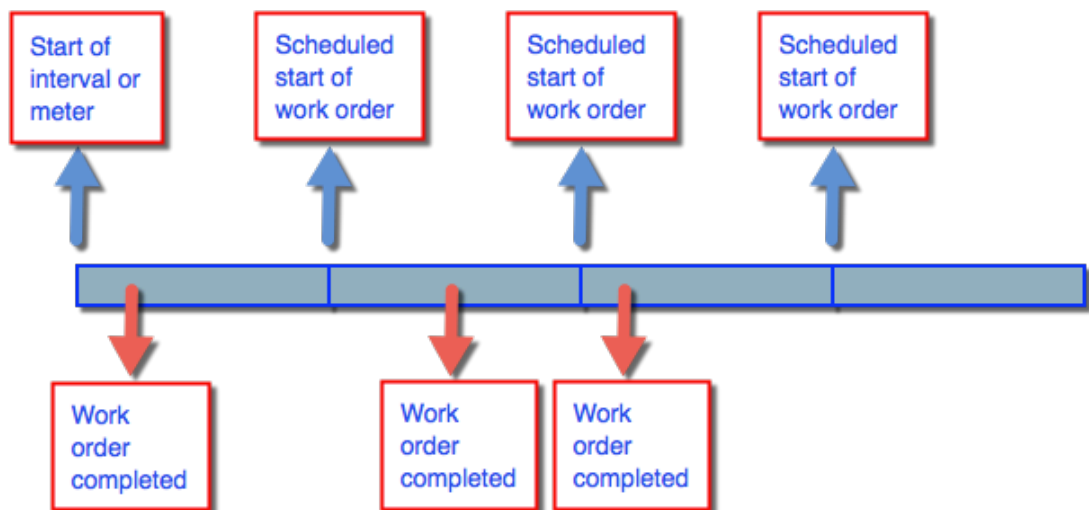 Start of
interval or
meter
Scheduled
start of
work order
Scheduled
start of
work order
Scheduled
start of
work order
Work
order
completed
Work
order
completed
Work
order
completed